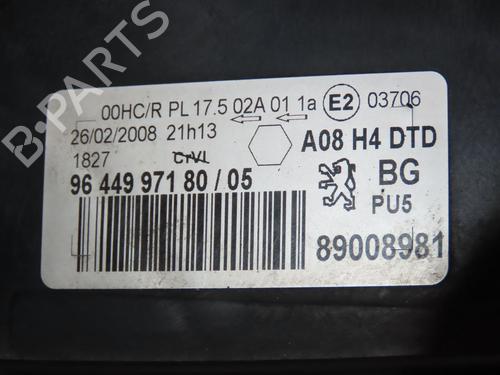 00HC/R PL 17.5 02A 01 1a E2 03706
26/02/2008 21h13
A08 H4 DTD
1827 CrVI
BG
96 449 971 80 / 05
PU5
89008981